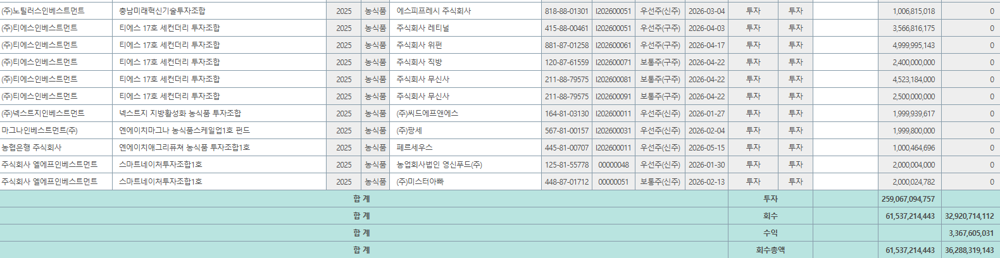 (주)노틸러스인베스트먼트 충남미래혁신기술투자조합 2025 농식품 에스피프레시 주식회사 818-88-01301 I202600051 우선주(신주) 2026-03-04 투자 투자 1,006,815,018 0
(주)티에스인베스트먼트 티에스 17호 세컨더리 투자조합 2025 농식품 주식회사 레티널 415-88-00461 I202600051 우선주(구주) 2026-04-03 투자 투자 3,566,816,175 0
(주)티에스인베스트먼트 티에스 17호 세컨더리 투자조합 2025 농식품 주식회사 위펀 881-87-01258 I202600061 우선주(구주) 2026-04-17 투자 투자 4,999,995,143 0
(주)티에스인베스트먼트 티에스 17호 세컨더리 투자조합 2025 농식품 주식회사 직방 120-87-61559 I202600071 보통주(구주) 2026-04-22 투자 투자 2,400,000,000 0
(주)티에스인베스트먼트 티에스 17호 세컨더리 투자조합 2025 농식품 주식회사 무신사 211-88-79575 I202600081 보통주(구주) 2026-04-22 투자 투자 4,523,184,000 0
(주)티에스인베스트먼트 티에스 17호 세컨더리 투자조합 2025 농식품 주식회사 무신사 211-88-79575 I202600091 보통주(구주) 2026-04-22 투자 투자 2,500,000,000 0
(주)넥스트지인베스트먼트 넥스트지 지방활성화 농식품 투자조합 2025 농식품 (주)씨드에프앤에스 164-81-03130 I202600011 우선주(신주) 2026-01-27 투자 투자 1,999,939,617 0
마그나인베스트먼트(주) 엔에이치마그나 농식품스케일업1호 펀드 2025 농식품 (주)팡세 567-81-00157 I202600031 우선주(신주) 2026-02-04 투자 투자 1,999,800,000 0
농협은행 주식회사 엔에이치애그리퓨쳐 농식품 투자조합1호 2025 농식품 페르세우스 445-81-00707 I202600011 우선주(신주) 2026-05-15 투자 투자 1,000,464,696 0
주식회사 엘에프인베스트먼트 스마트네이처투자조합1호 2025 농식품 농업회사법인 영신푸드(주) 125-81-55778 00000048 우선주(신주) 2026-01-30 투자 투자 2,000,004,000 0
주식회사 엘에프인베스트먼트 스마트네이처투자조합1호 2025 농식품 (주)미스터아빠 448-87-01712 00000051 보통주(신주) 2026-02-13 투자 투자 2,000,024,782 0
합 계 투자 259,067,094,757
합 계 회수 61,537,214,443 32,920,714,112
합 계 수익 3,367,605,031
합 계 회수총액 61,537,214,443 36,288,319,143